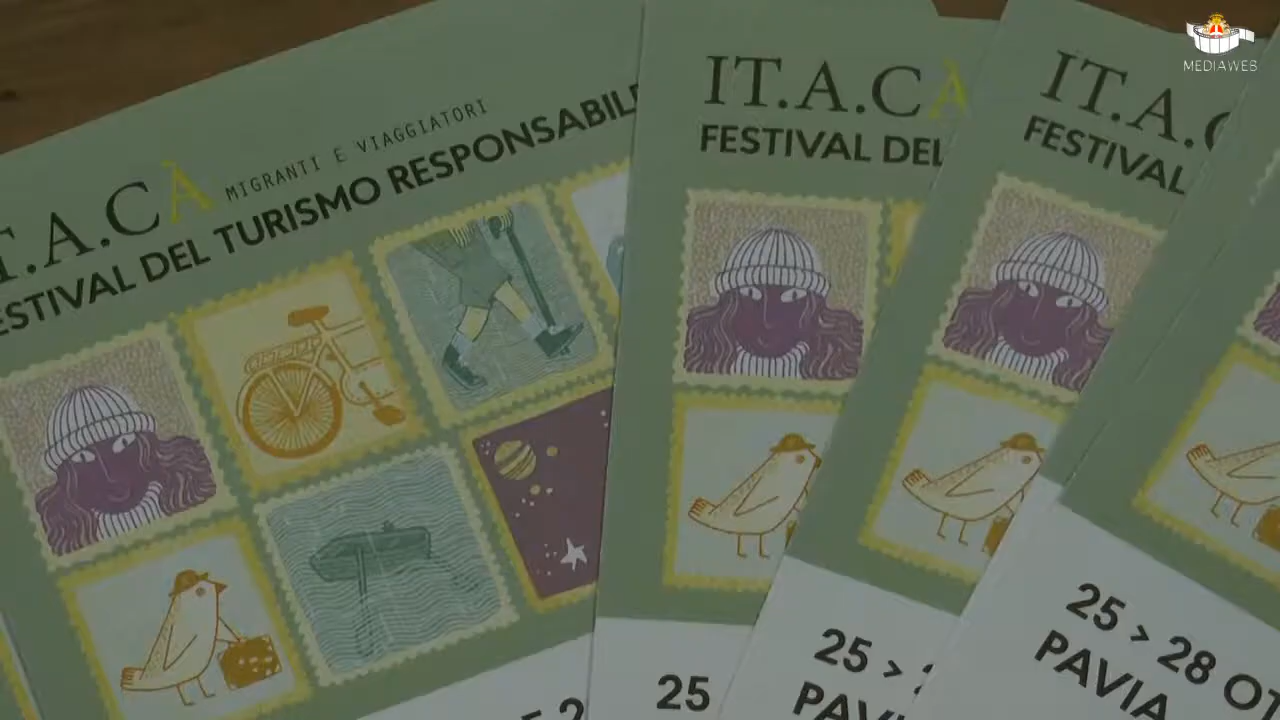 MEDIAWEB
IT.A.CÀ
MIGRANTI E VIAGGIATORI
FESTIVAL DEL TURISMO RESPONSABILE
IT.A.CÀ
FESTIVAL DEL
25
IT.A.
FESTIVAL
25 >
PAVI
25 > 28 OT
PAVIA